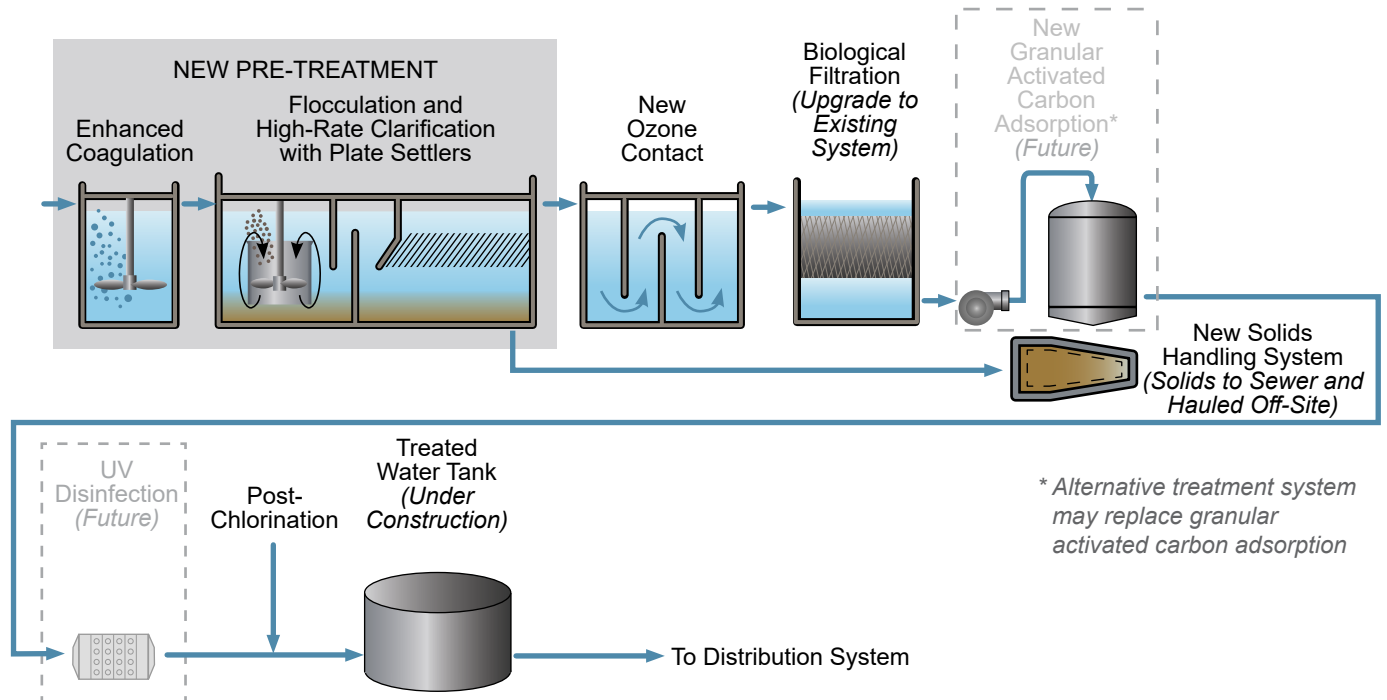 NEW PRE-TREATMENT
Enhanced
Coagulation
Flocculation and
High-Rate Clarification
with Plate Settlers
New
Ozone
Contact
Biological
Filtration
(Upgrade to
Existing
System)
New
Granular
Activated
Carbon
Adsorption*
(Future)
New Solids
Handling System
(Solids to Sewer and
Hauled Off-Site)
UV
Disinfection
(Future)
Post-
Chlorination
Treated
Water Tank
(Under
Construction)
To Distribution System
* Alternative treatment system
may replace granular
activated carbon adsorption